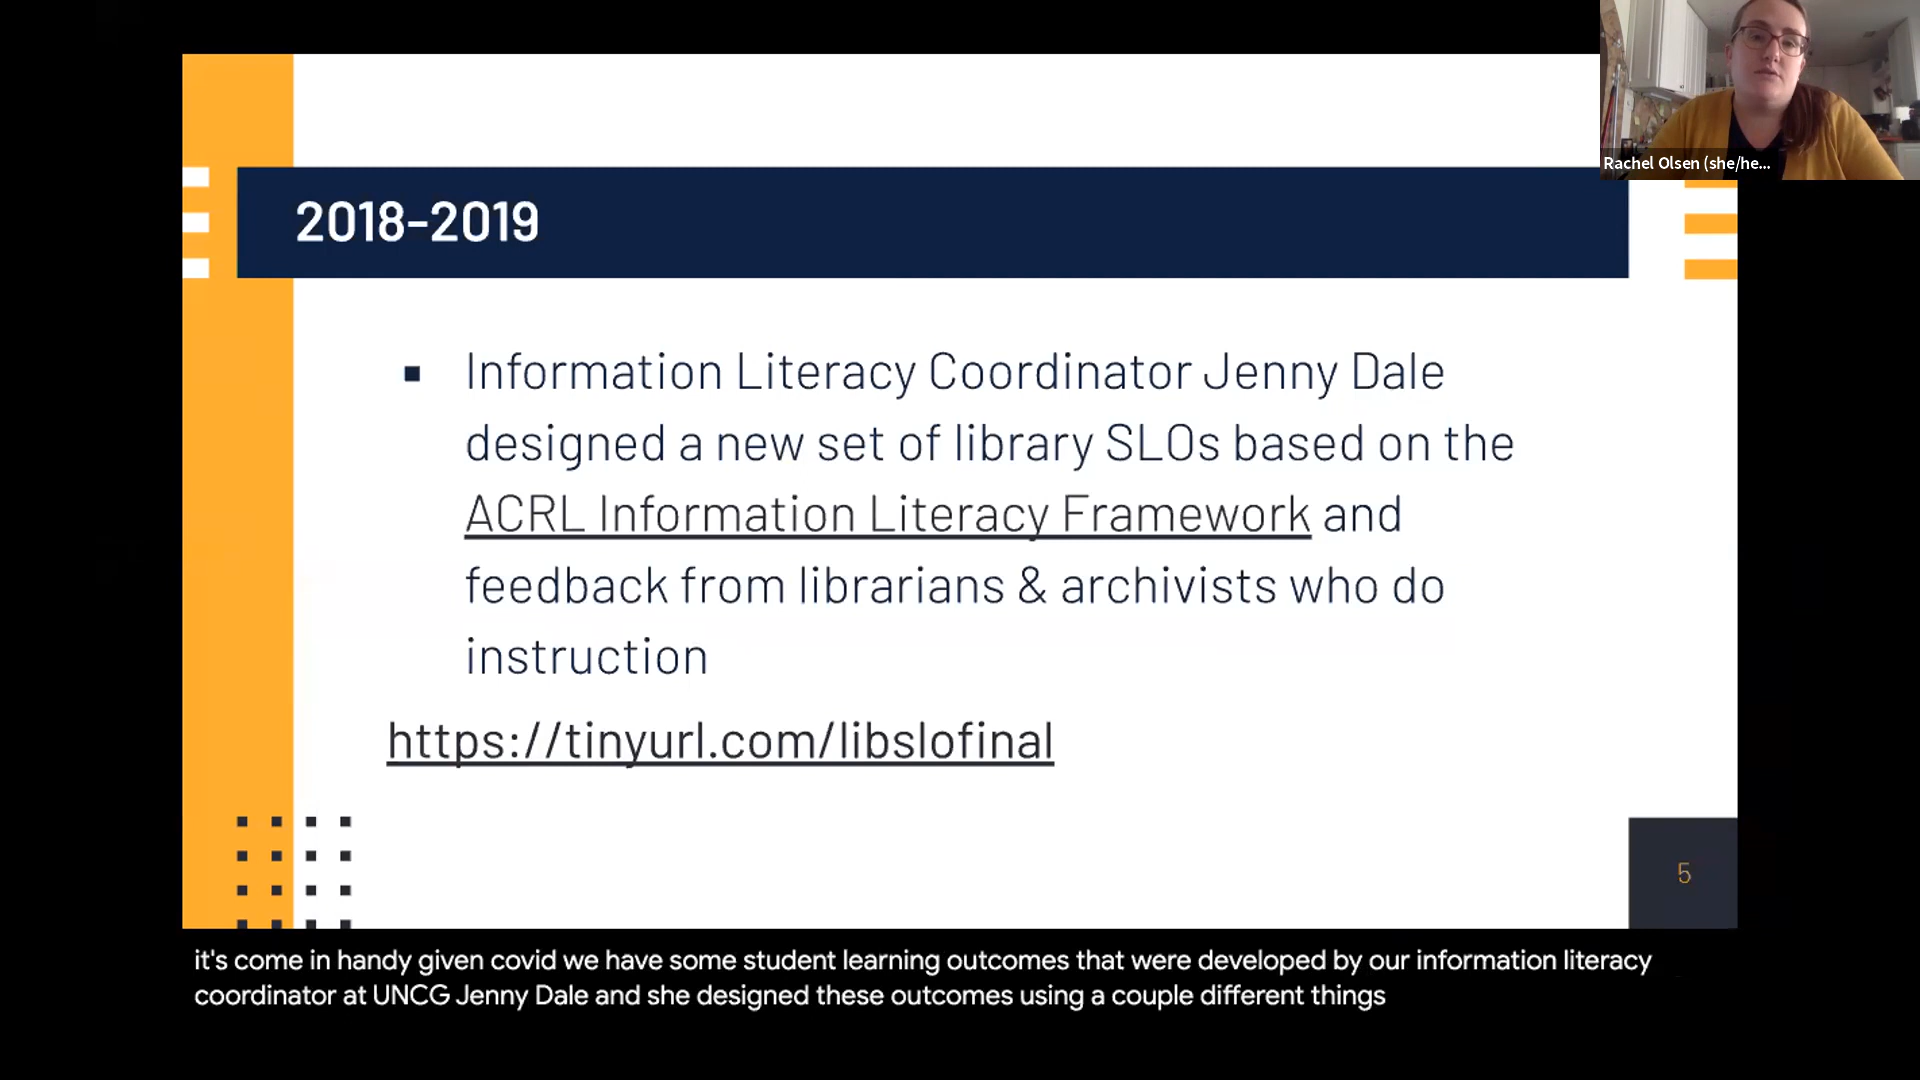 Rachel Olsen (she/he...
2018-2019
▪ Information Literacy Coordinator Jenny Dale
designed a new set of library SLOs based on the
ACRL Information Literacy Framework and
feedback from librarians & archivists who do
instruction
https://tinyurl.com/libslofinal
5
it's come in handy given covid we have some student learning outcomes that were developed by our information literacy
coordinator at UNCG Jenny Dale and she designed these outcomes using a couple different things